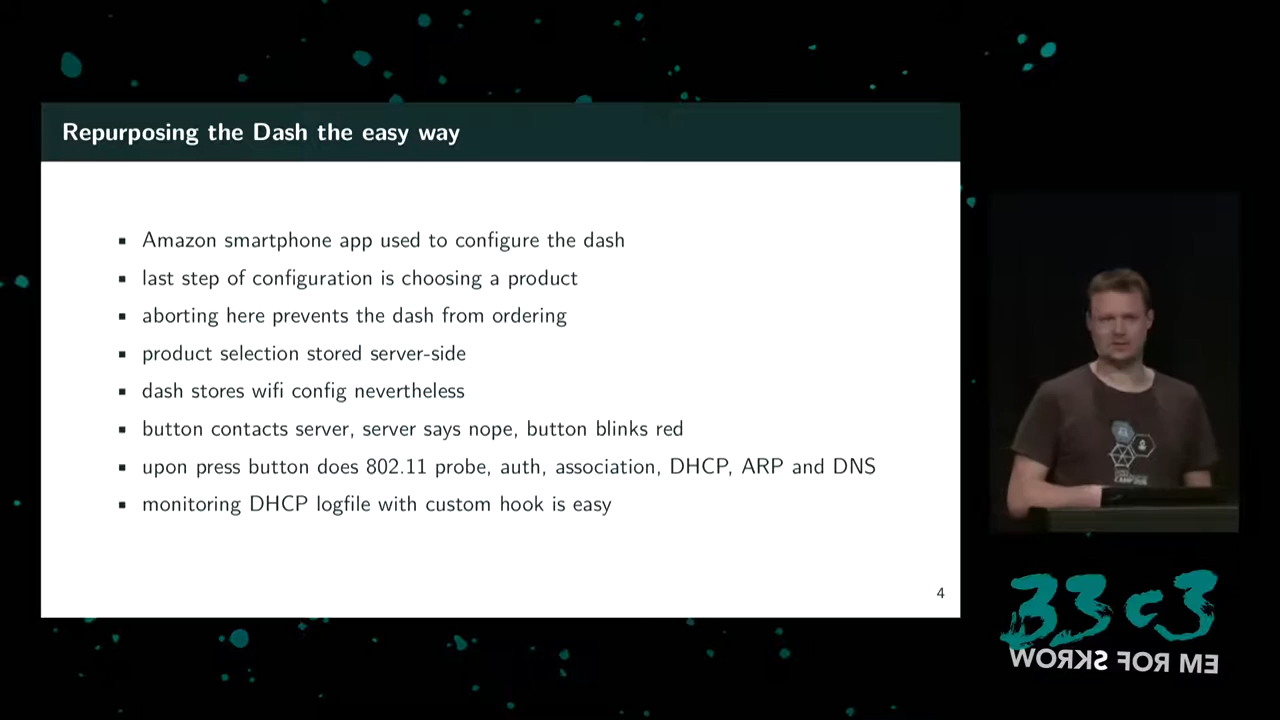 Repurposing the Dash the easy way
Amazon smartphone app used to configure the dash
last step of configuration is choosing a product
aborting here prevents the dash from ordering
product selection stored server-side
dash stores wifi config nevertheless
button contacts server, server says nope, button blinks red
upon press button does 802.11 probe, auth, association, DHCP, ARP and DNS
monitoring DHCP logfile with custom hook is easy
4
33c3
WORKS FOR ME